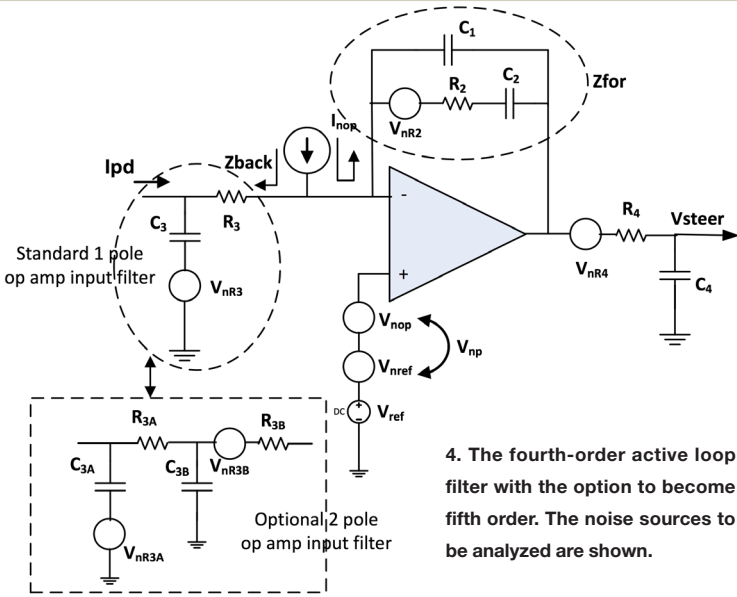 C₁
R₂
C₂
Zfor
VnR2
Inop
Ipd
Zback
C₃
R₃
Standard 1 pole
op amp input filter
VnR3
-
+
R₄
Vsteer
VnR4
C₄
Vnop
Vnref
Vnp
DC
+
-
Vref
R3A
R3B
C3A
C3B
VnR3B
VnR3A
Optional 2 pole
op amp input filter
4. The fourth-order active loop
filter with the option to become
fifth order. The noise sources to
be analyzed are shown.